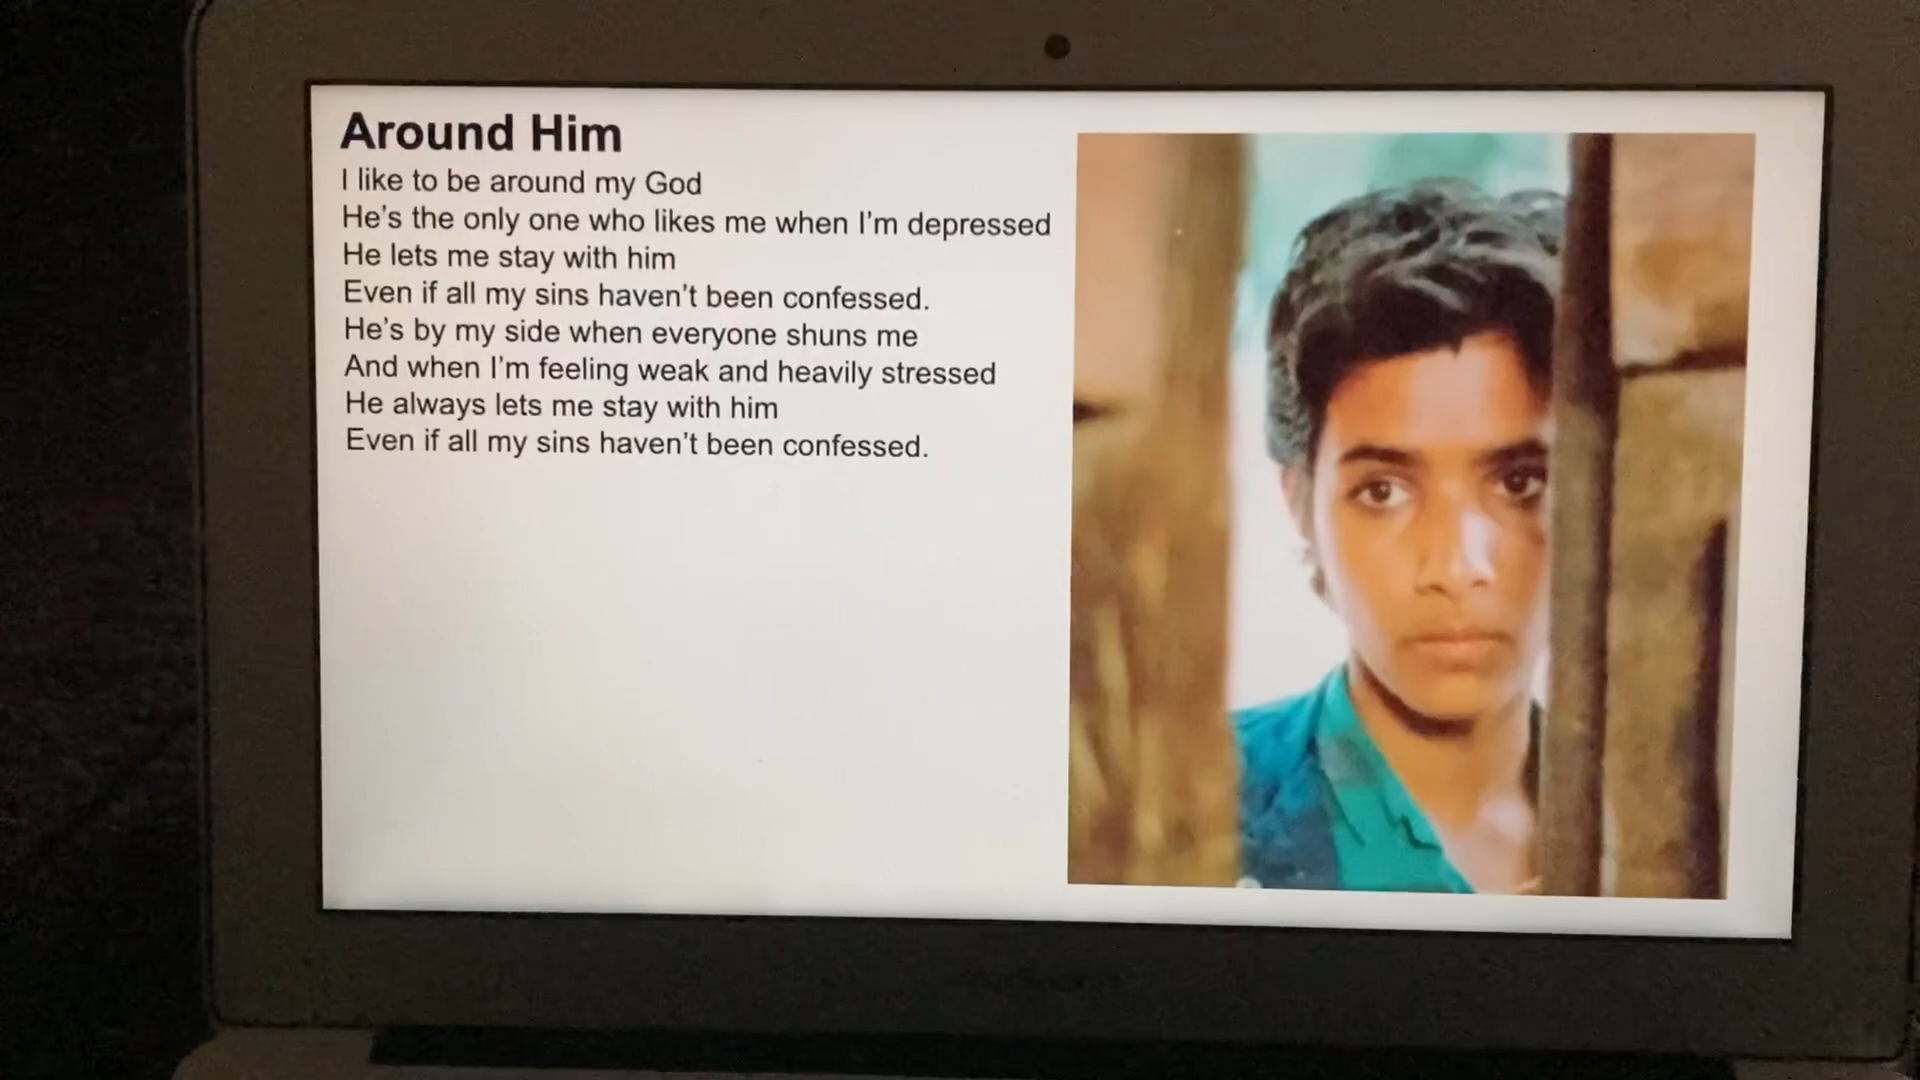 Around Him
I like to be around my God
He's the only one who likes me when I'm depressed
He lets me stay with him
Even if all my sins haven't been confessed.
He's by my side when everyone shuns me
And when I'm feeling weak and heavily stressed
He always lets me stay with him
Even if all my sins haven't been confessed.